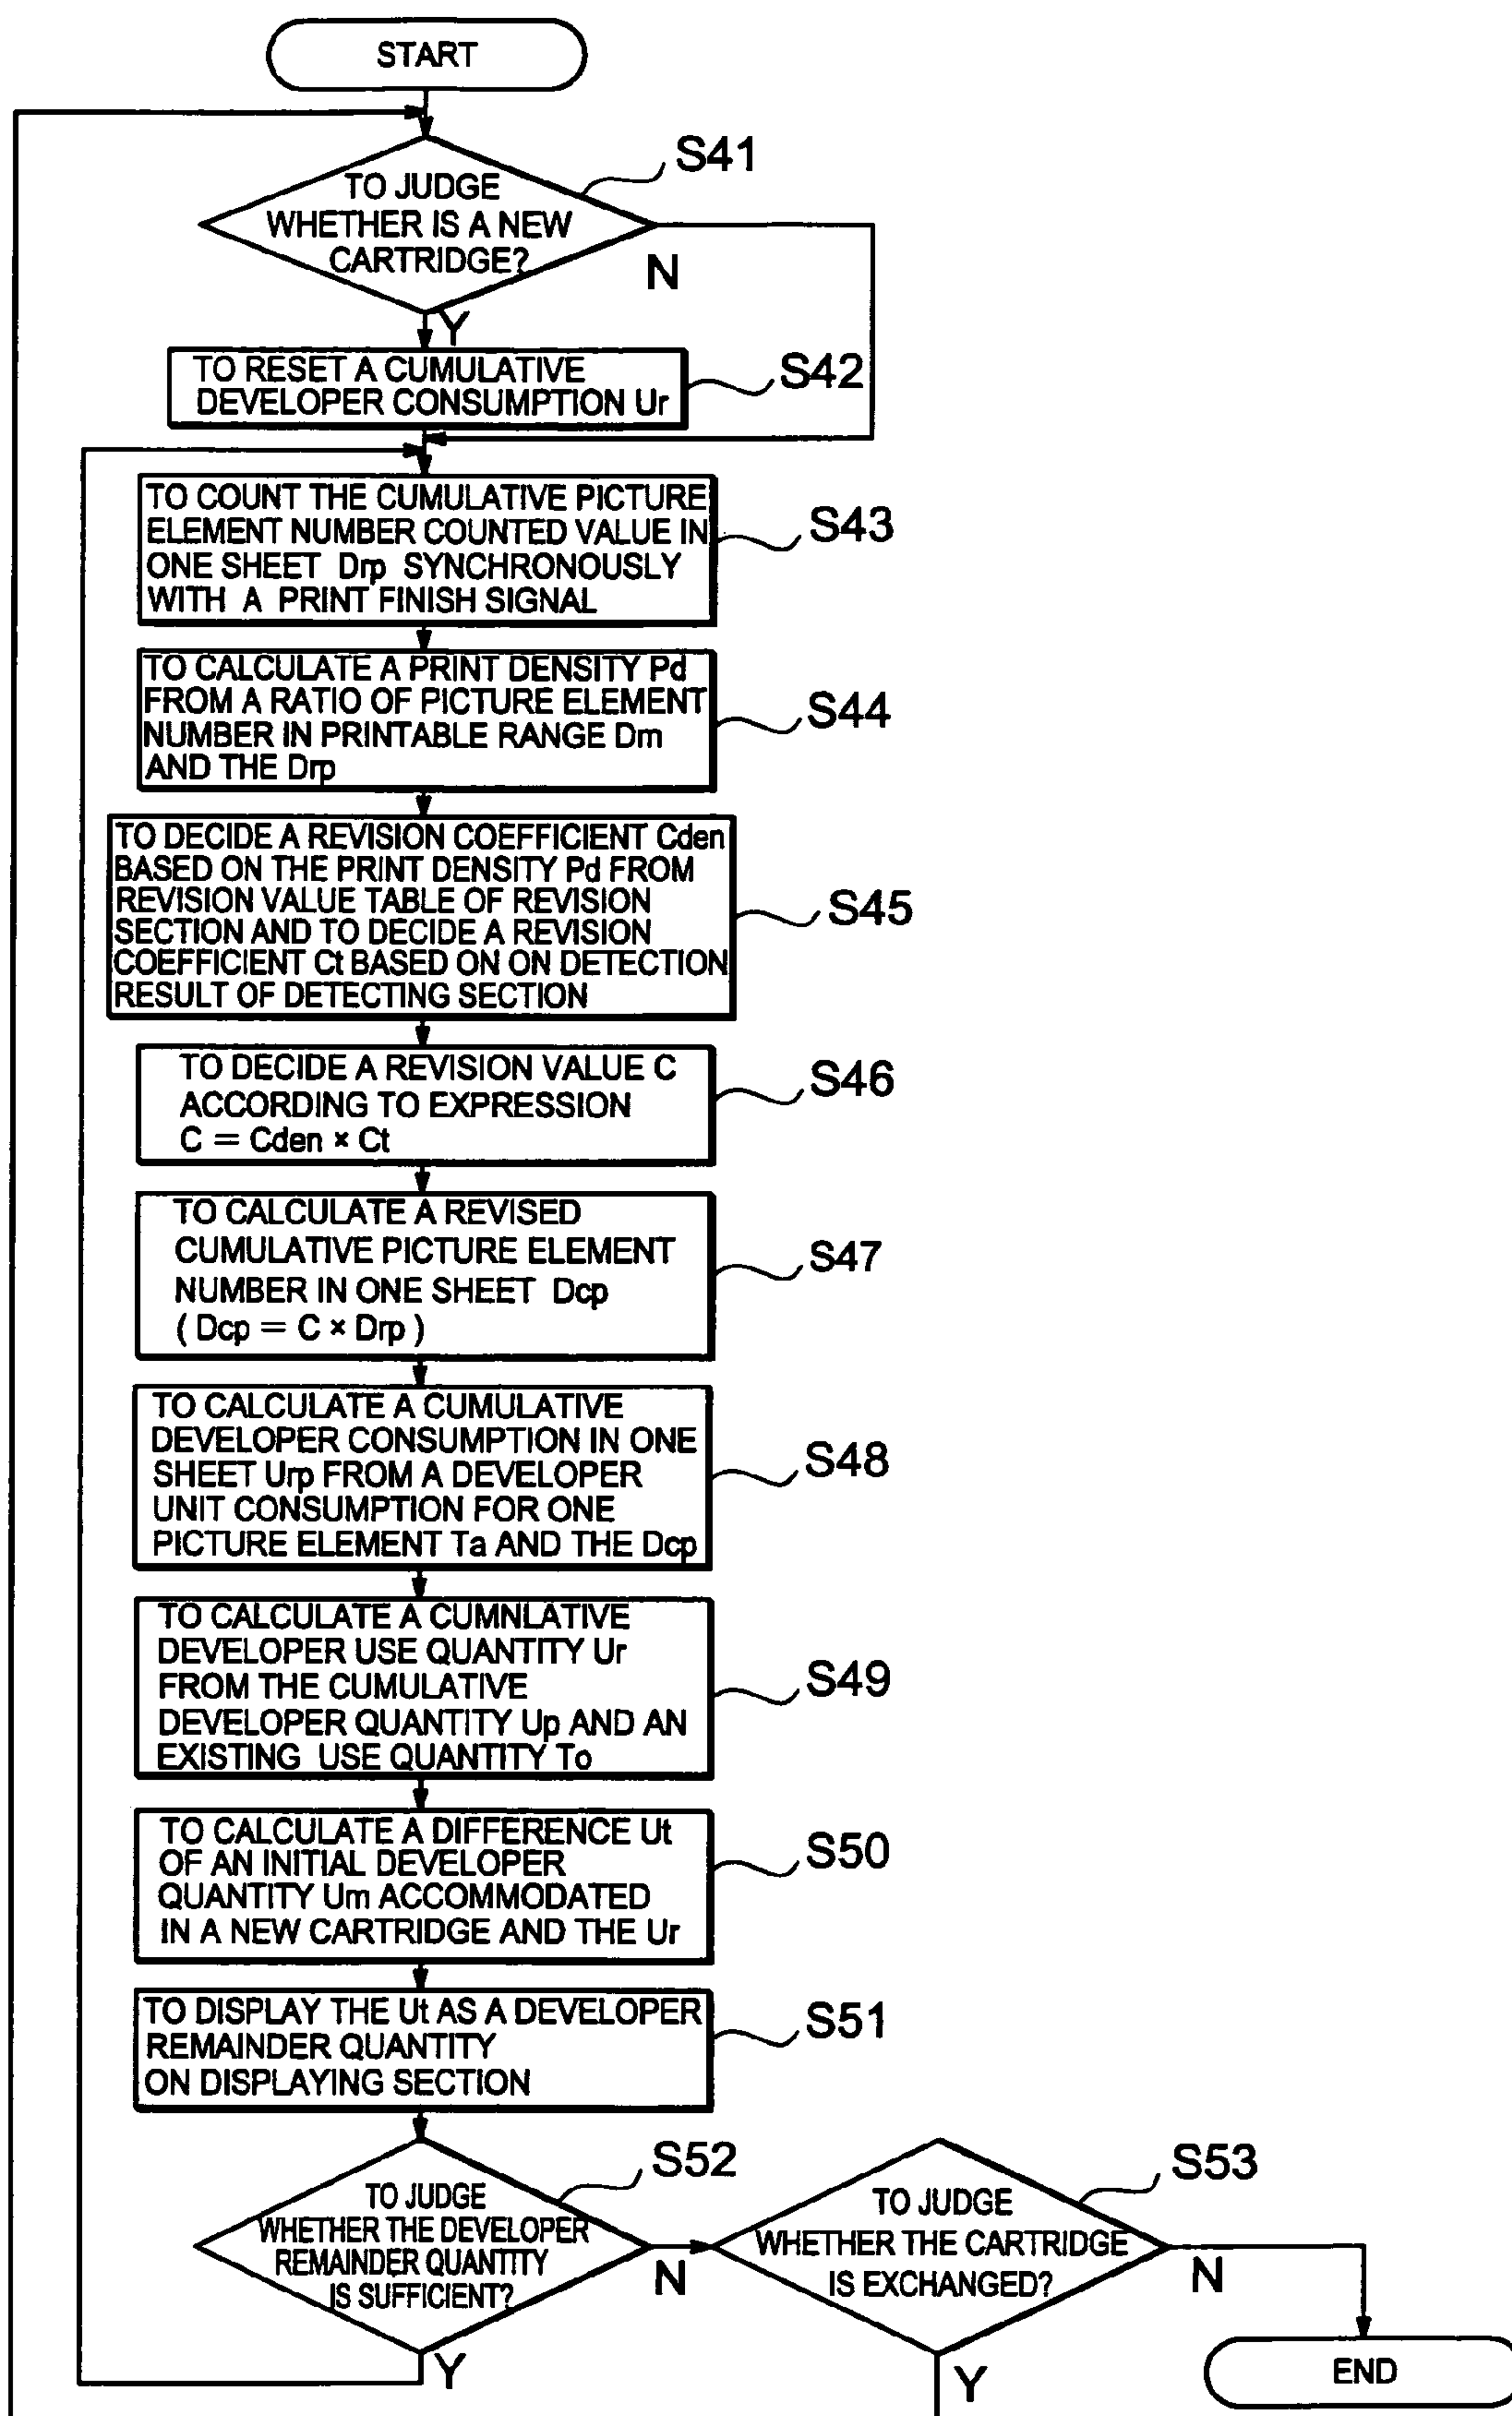 START
S41
TO JUDGE
WHETHER IS A NEW
CARTRIDGE?
N
Y
S42
TO RESET A CUMULATIVE
DEVELOPER CONSUMPTION Ur
TO COUNT THE CUMULATIVE PICTURE
ELEMENT NUMBER COUNTED VALUE IN
ONE SHEET Drp SYNCHRONOUSLY
WITH A PRINT FINISH SIGNAL
S43
TO CALCULATE A PRINT DENSITY Pd
FROM A RATIO OF PICTURE ELEMENT
NUMBER IN PRINTABLE RANGE Dm
AND THE Drp
S44
TO DECIDE A REVISION COEFFICIENT Cden
BASED ON THE PRINT DENSITY Pd FROM
REVISION VALUE TABLE OF REVISION
SECTION AND TO DECIDE A REVISION
COEFFICIENT Ct BASED ON ON DETECTION
RESULT OF DETECTING SECTION
S45
TO DECIDE A REVISION VALUE C
ACCORDING TO EXPRESSION
C = Cden × Ct
S46
TO CALCULATE A REVISED
CUMULATIVE PICTURE ELEMENT
NUMBER IN ONE SHEET Dcp
( Dcp = C × Drp )
S47
TO CALCULATE A CUMULATIVE
DEVELOPER CONSUMPTION IN ONE
SHEET Urp FROM A DEVELOPER
UNIT CONSUMPTION FOR ONE
PICTURE ELEMENT Ta AND THE Dcp
S48
TO CALCULATE A CUMNLATIVE
DEVELOPER USE QUANTITY Ur
FROM THE CUMULATIVE
DEVELOPER QUANTITY Up AND AN
EXISTING USE QUANTITY To
S49
TO CALCULATE A DIFFERENCE Ut
OF AN INITIAL DEVELOPER
QUANTITY Um ACCOMMODATED
IN A NEW CARTRIDGE AND THE Ur
S50
TO DISPLAY THE Ut AS A DEVELOPER
REMAINDER QUANTITY
ON DISPLAYING SECTION
S51
S52
TO JUDGE
WHETHER THE DEVELOPER
REMAINDER QUANTITY
IS SUFFICIENT?
N
Y
S53
TO JUDGE
WHETHER THE CARTRIDGE
IS EXCHANGED?
N
Y
END